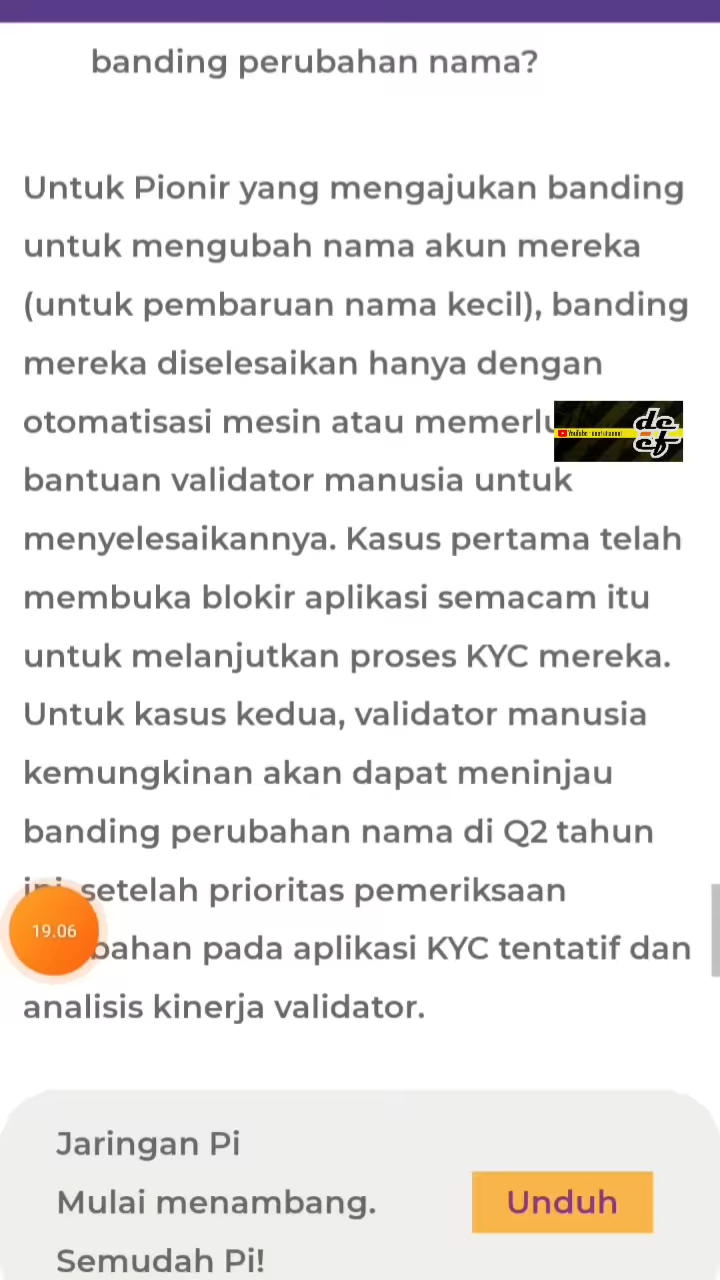 banding perubahan nama?
Untuk Pionir yang mengajukan banding
untuk mengubah nama akun mereka
(untuk pembaruan nama kecil), banding
mereka diselesaikan hanya dengan
otomatisasi mesin atau
bantuan validator manusia untuk
menyelesaikannya. Kasus pertama telah
membuka blokir aplikasi semacam itu
untuk melanjutkan proses KYC mereka.
Untuk kasus kedua, validator manusia
kemungkinan akan dapat meninjau
banding perubahan nama di Q2 tahun
setelah prioritas pemeriksaan
19.06
pada aplikasi KYC tentatif dan
analisis kinerja validator.
Jaringan Pi
Mulai menambang.
Unduh
Semudah Pi!